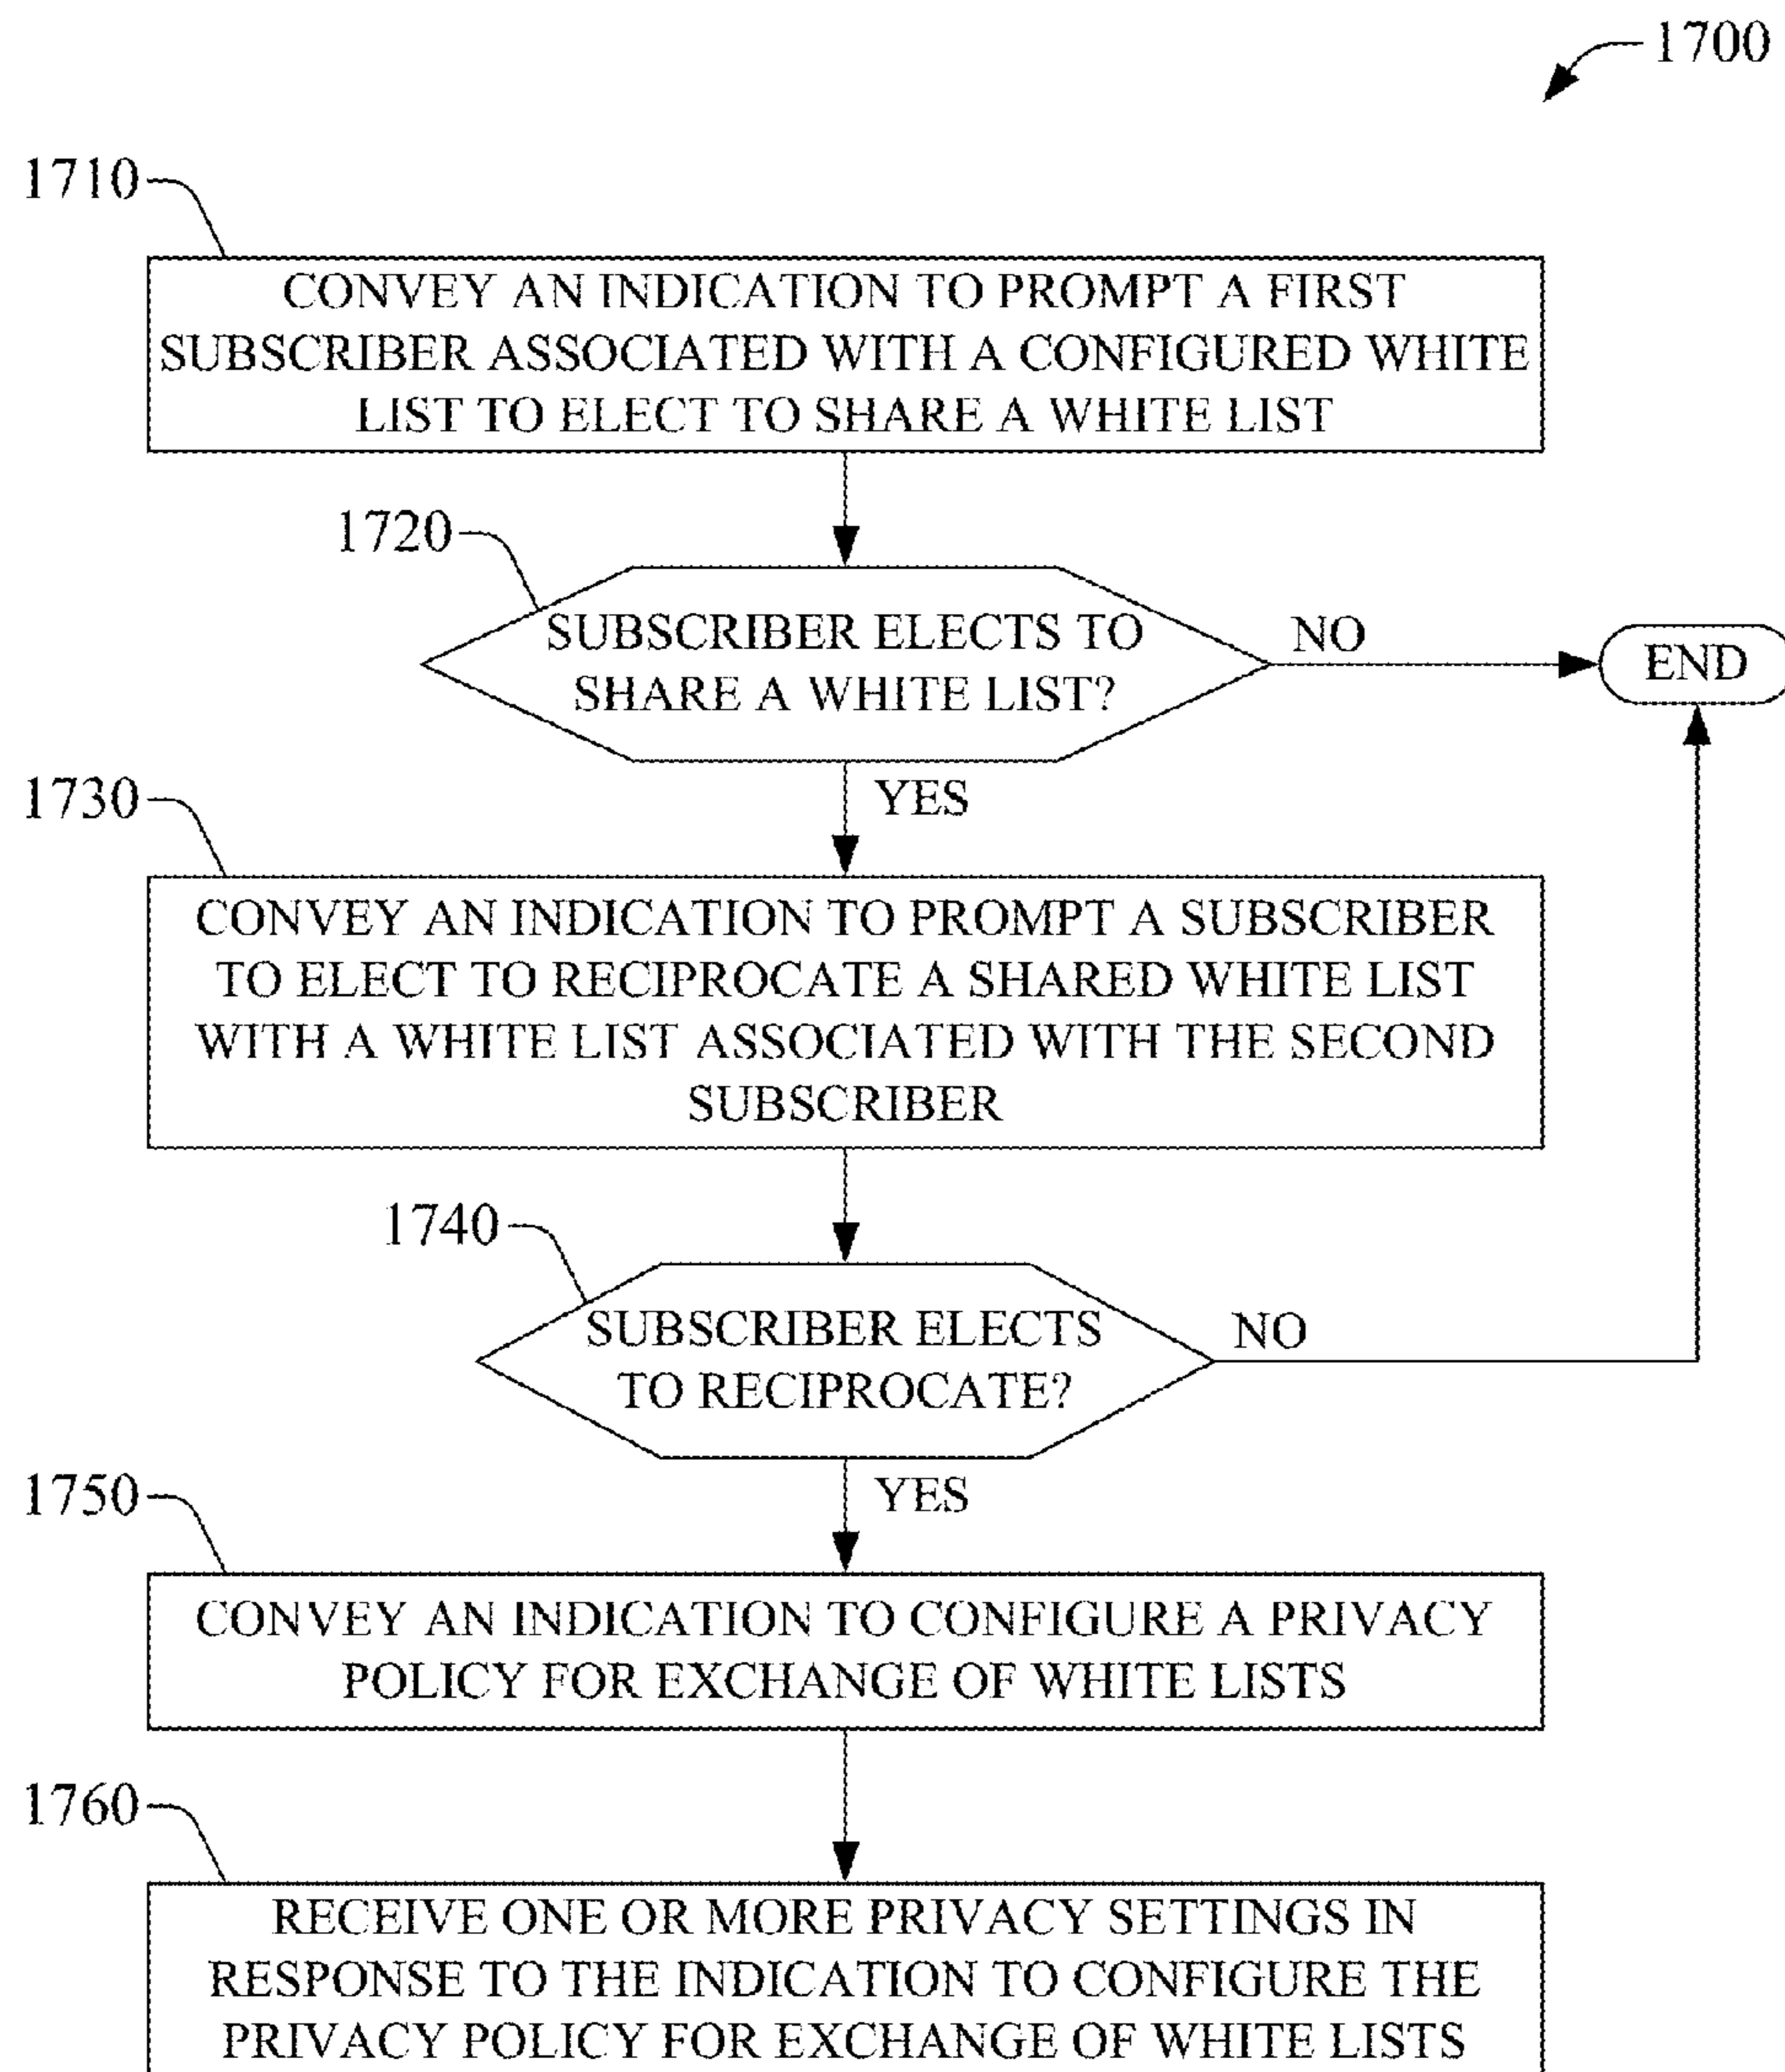 1700
1710
CONVEY AN INDICATION TO PROMPT A FIRST
SUBSCRIBER ASSOCIATED WITH A CONFIGURED WHITE
LIST TO ELECT TO SHARE A WHITE LIST
1720
SUBSCRIBER ELECTS TO
SHARE A WHITE LIST?
NO
END
YES
1730
CONVEY AN INDICATION TO PROMPT A SUBSCRIBER
TO ELECT TO RECIPROCATE A SHARED WHITE LIST
WITH A WHITE LIST ASSOCIATED WITH THE SECOND
SUBSCRIBER
1740
SUBSCRIBER ELECTS
TO RECIPROCATE?
NO
YES
1750
CONVEY AN INDICATION TO CONFIGURE A PRIVACY
POLICY FOR EXCHANGE OF WHITE LISTS
1760
RECEIVE ONE OR MORE PRIVACY SETTINGS IN
RESPONSE TO THE INDICATION TO CONFIGURE THE
PRIVACY POLICY FOR EXCHANGE OF WHITE LISTS